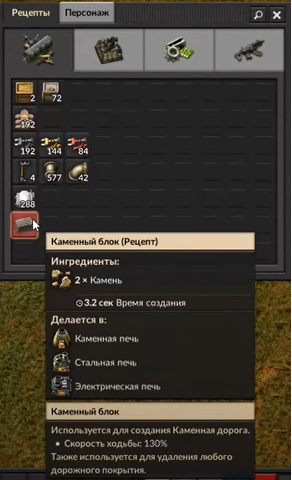 Рецепты Персонаж
2 72
192
192 144 84
4 577 42
288
Каменный блок (Рецепт)
Ингредиенты:
2 × Камень
3.2 сек Время создания
Делается в:
Каменная печь
Стальная печь
Электрическая печь
Каменный блок
Используется для создания Каменная дорога.
• Скорость ходьбы: 130%
Также используется для удаления любого
дорожного покрытия.